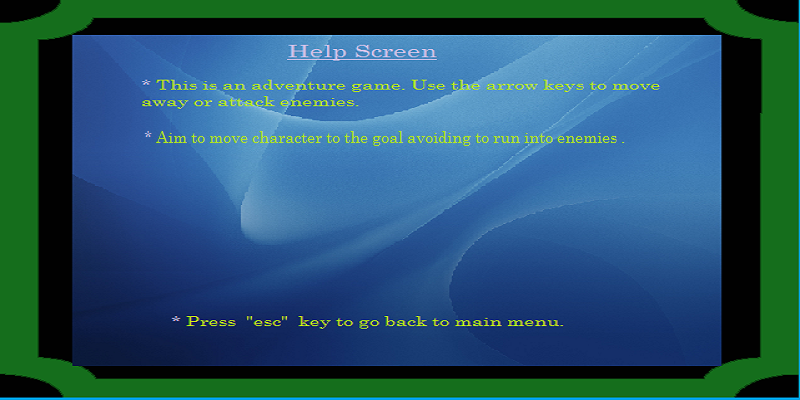 Help Screen
* This is an adventure game. Use the arrow keys to move
away or attack enemies.
* Aim to move character to the goal avoiding to run into enemies .
* Press "esc" key to go back to main menu.